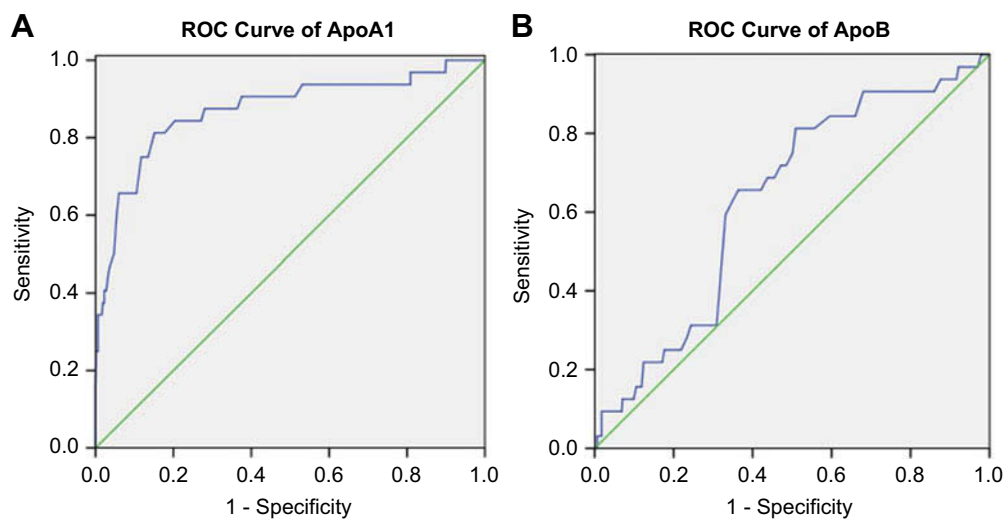 A
ROC Curve of ApoA1
1.0
0.8
0.6
0.4
0.2
0.0
Sensitivity
0.0 0.2 0.4 0.6 0.8 1.0
1 - Specificity
B
ROC Curve of ApoB
1.0
0.8
0.6
0.4
0.2
0.0
Sensitivity
0.0 0.2 0.4 0.6 0.8 1.0
1 - Specificity